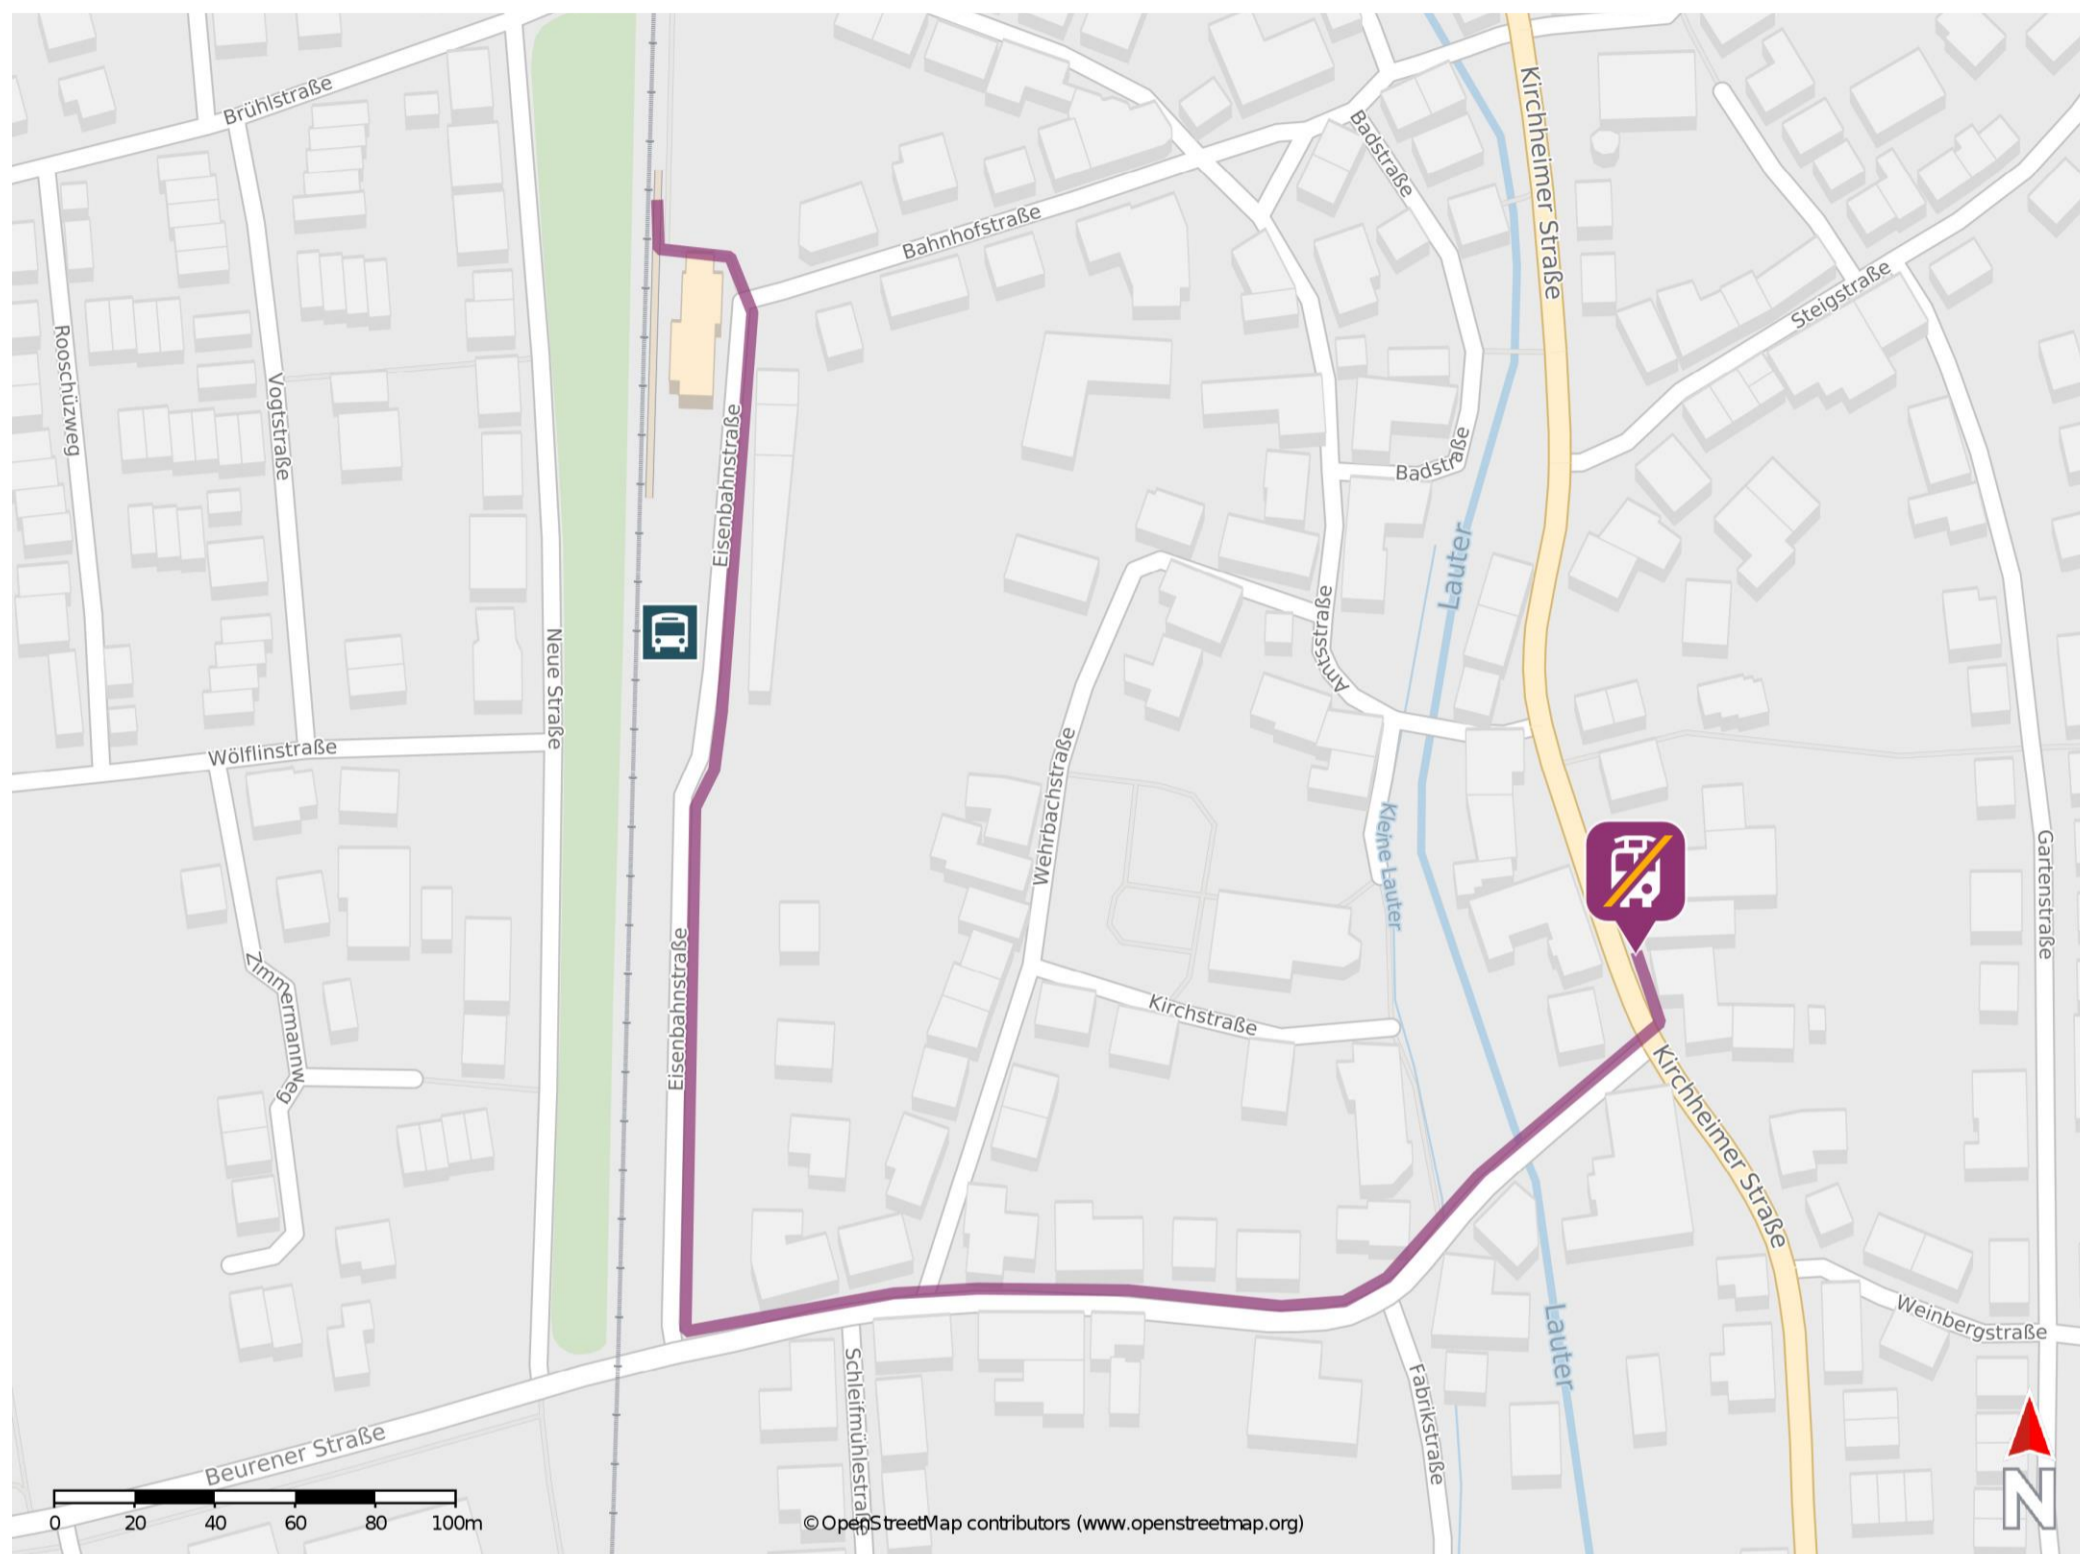 Brühlstraße
Kirchheimer Straße
Badstraße
Bahnhofstraße
Steigstraße
Rooschüzweg
Vogtstraße
Eisenbahnstraße
Badstraße
Lauter
Amtsstraße
Neue Straße
Wölflinstraße
Wehrbachstraße
Kleine Lauter
Gartenstraße
Eisenbahnstraße
Zimmermannweg
Kirchstraße
Kirchheimer Straße
Lauter
Weinbergstraße
Schleifmühlestraße
Fabrikstraße
Beurener Straße
0 20 40 60 80 100m
© OpenStreetMap contributors (www.openstreetmap.org)
N